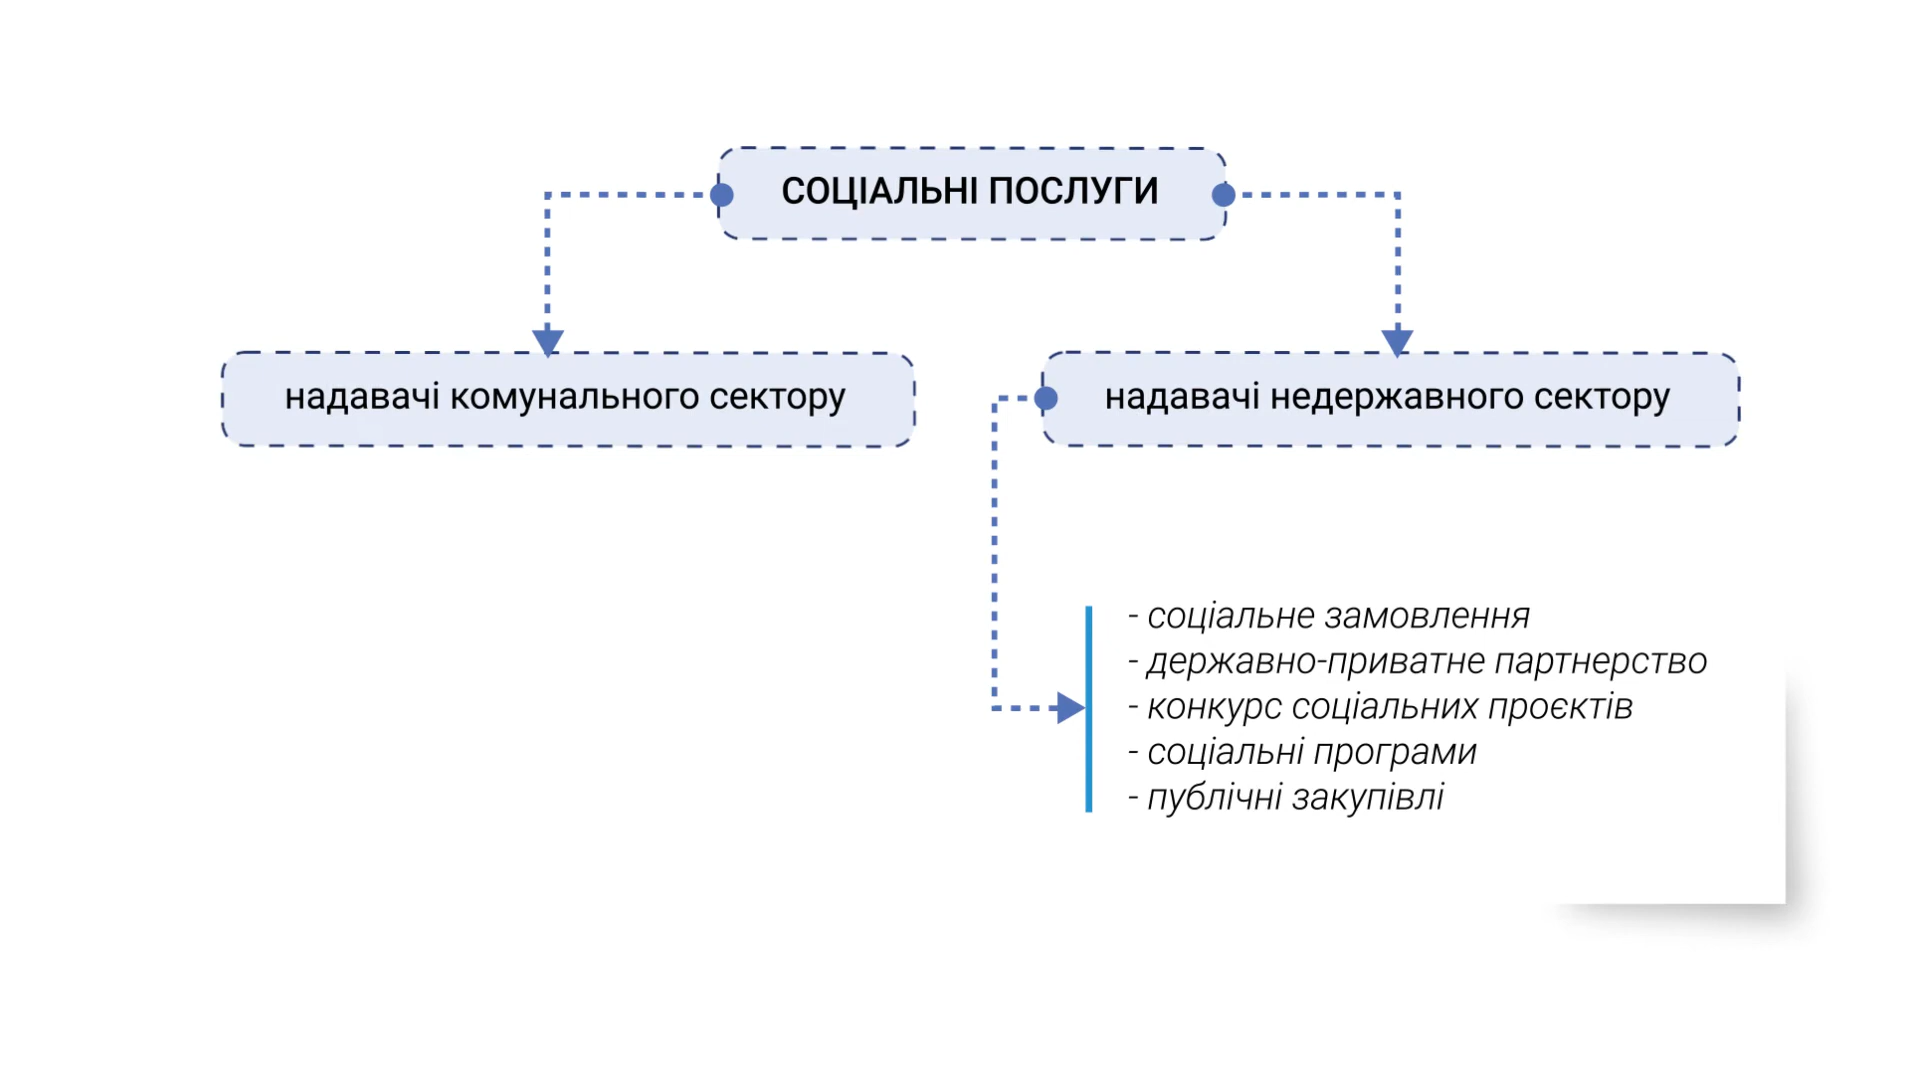 СОЦІАЛЬНІ ПОСЛУГИ
надавачі комунального сектору
надавачі недержавного сектору
- соціальне замовлення
- державно-приватне партнерство
- конкурс соціальних проєктів
- соціальні програми
- публічні закупівлі